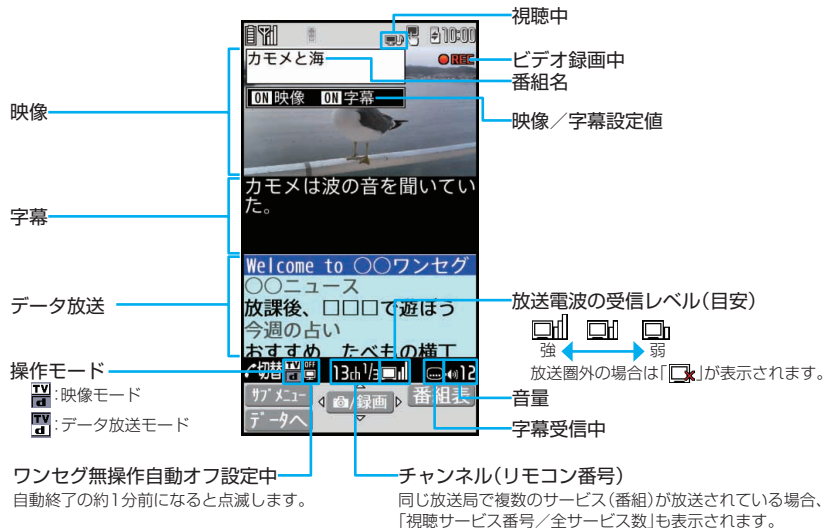 視聴中
10:00
カモメと海
REC
ビデオ録画中
番組名
ON 映像 ON 字幕
映像/字幕設定値
映像
カモメは波の音を聞いてい
た。
字幕
Welcome to ○○ワンセグ
○○ニュース
放課後、□□□で遊ぼう
今週の占い
おすすめ たべもの横丁
データ放送
放送電波の受信レベル(目安)
強 弱
放送圏外の場合は「 」が表示されます。
操作モード
TV:映像モード
TV d:データ放送モード
切替 TV d OFF 13ch 1/3 12
音量
サブメニュー /録画 番組表
データへ
字幕受信中
ワンセグ無操作自動オフ設定中
自動終了の約1分前になると点滅します。
チャンネル(リモコン番号)
同じ放送局で複数のサービス(番組)が放送されている場合、
「視聴サービス番号/全サービス数」も表示されます。